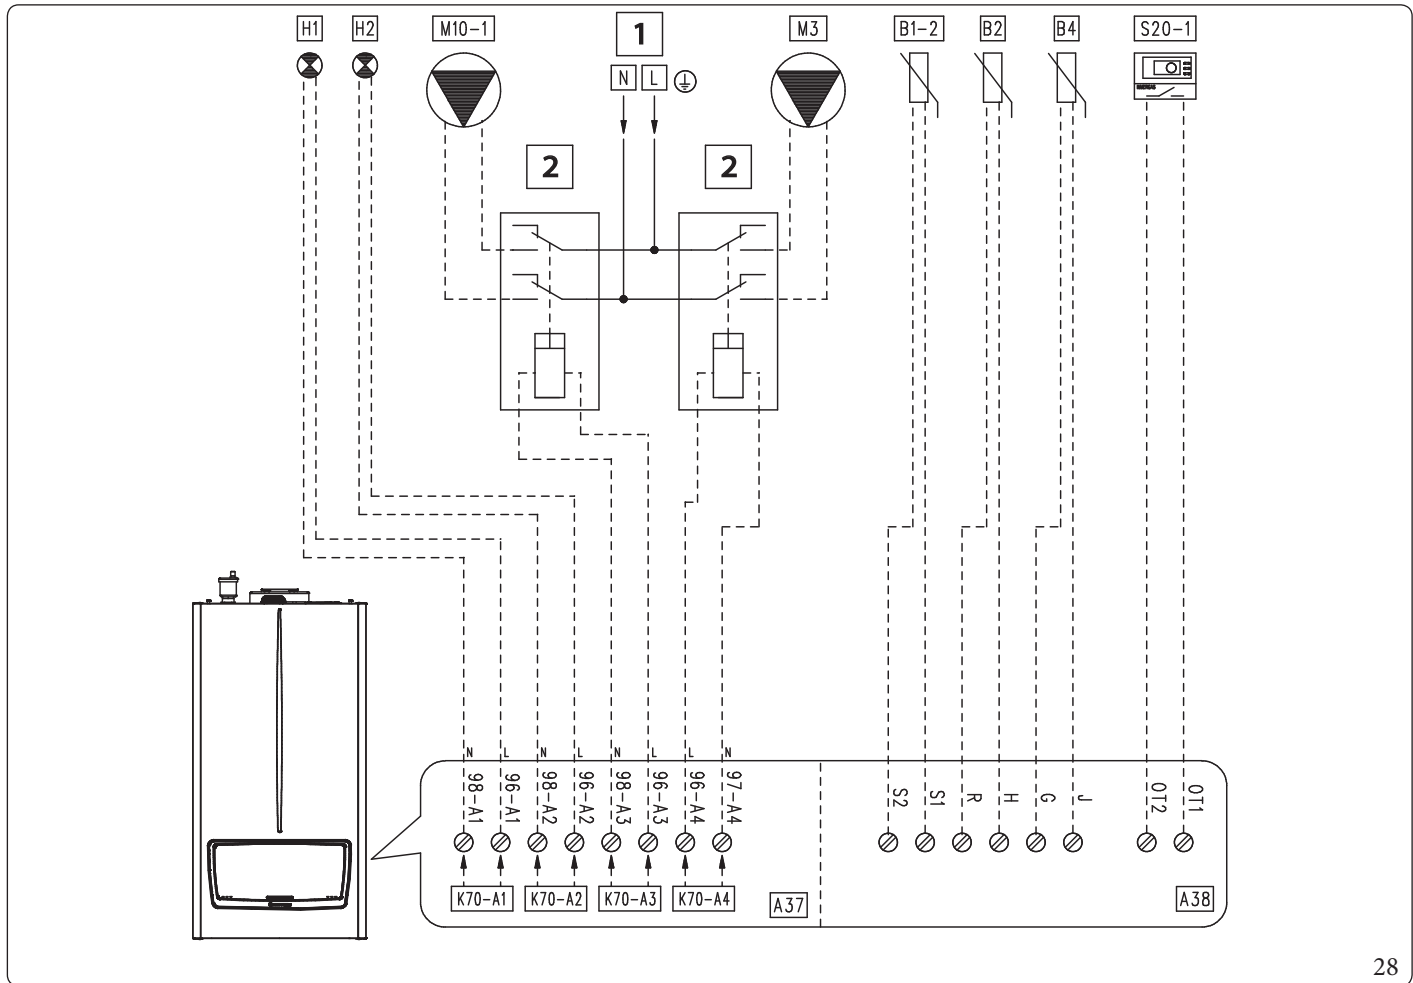 H1 H2 M10-1 1 M3 B1-2 B2 B4 S20-1
N L
IMMERGAS
2 2
N L N L N L L N
98-A1 96-A1 98-A2 96-A2 98-A3 96-A3 96-A4 97-A4 S2 S1 R H G J OT2 OT1
K70-A1 K70-A2 K70-A3 K70-A4 A37 A38
28